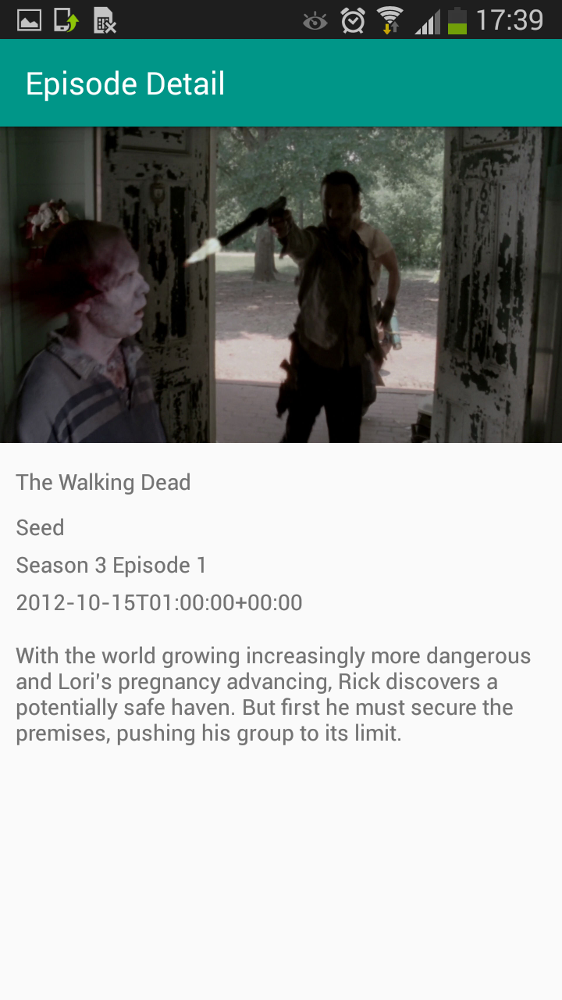 17:39
Episode Detail
The Walking Dead
Seed
Season 3 Episode 1
2012-10-15T01:00:00+00:00
With the world growing increasingly more dangerous
and Lori's pregnancy advancing, Rick discovers a
potentially safe haven. But first he must secure the
premises, pushing his group to its limit.